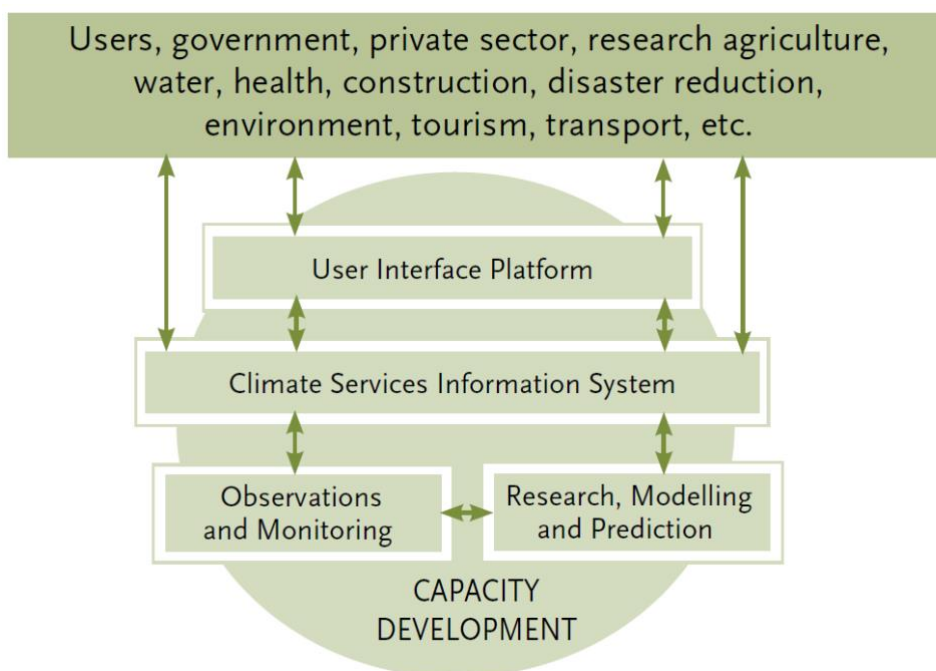 Users, government, private sector, research agriculture,
water, health, construction, disaster reduction,
environment, tourism, transport, etc.
User Interface Platform
Climate Services Information System
Observations
and Monitoring
Research, Modelling
and Prediction
CAPACITY
DEVELOPMENT